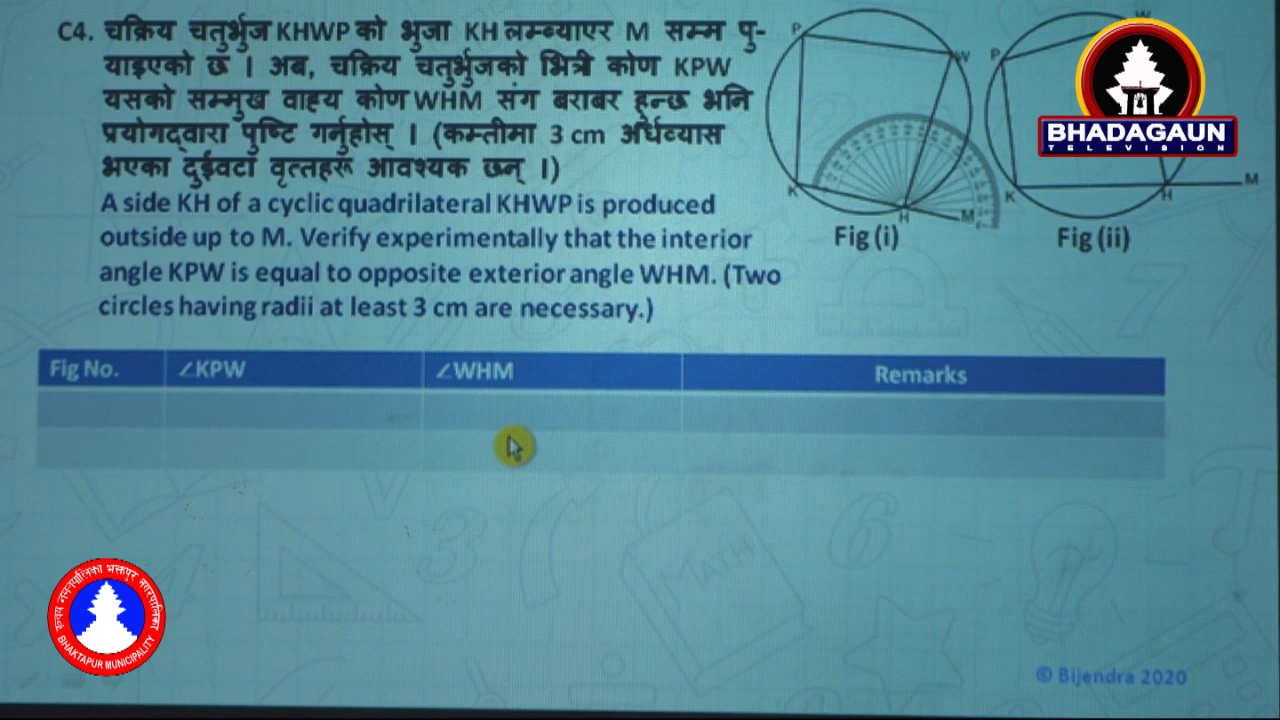 C4. चक्रिय चतुर्भुज KHWP को भुजा KH लम्ब्याएर M सम्म पु-
याइएको छ । अब, चक्रिय चतुर्भुजको भित्री कोण KPW
यसको सम्मुख वाह्य कोण WHM संग बराबर हुन्छ भनि
प्रयोगद्वारा पुष्टि गर्नुहोस् । (कम्तीमा 3 cm अर्धव्यास
भएका दुईवटा वृत्तहरू आवश्यक छन् ।)
A side KH of a cyclic quadrilateral KHWP is produced
outside up to M. Verify experimentally that the interior
angle KPW is equal to opposite exterior angle WHM. (Two
circles having radii at least 3 cm are necessary.)
P
W
K
H
M
Fig (i)
W
P
K
H
M
Fig (ii)
BHADAGAUN
TELEVISION
Fig No. ∠KPW ∠WHM Remarks
MATH
BHAKTAPUR MUNICIPALITY
© Bijendra 2020